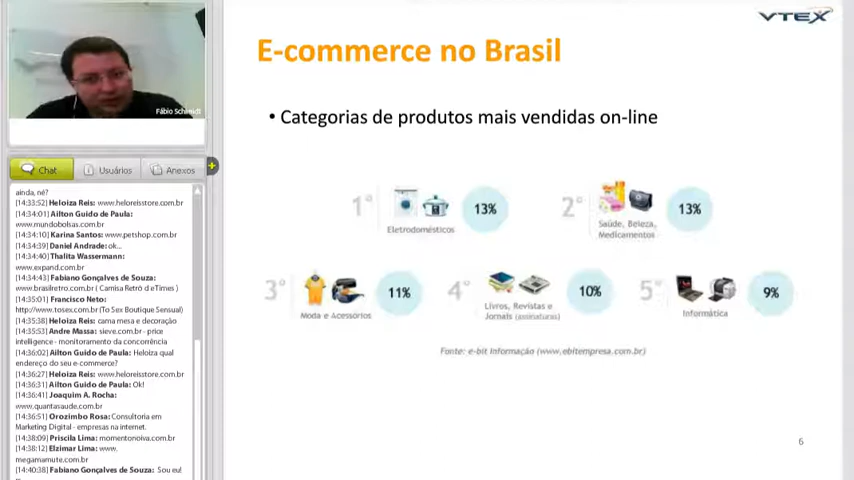 VTEX
E-commerce no Brasil
• Categorias de produtos mais vendidas on-line
1º
Eletrodomésticos
13%
2º
Saúde, Beleza,
Medicamentos
13%
3º
Moda e Acessórios
11%
4º
Livros, Revistas e
Jornais (assinaturas)
10%
5º
Informática
9%
Fonte: e-bit Informação (www.ebitempresa.com.br)
6
Fábio Schmidt
Chat
Usuários
Anexos
ainda, né?
[14:33:52] Heloiza Reis: www.heloreisstore.com.br
[14:34:01] Ailton Guido de Paula:
www.mundobolsas.com.br
[14:34:10] Karina Santos: www.petshop.com.br
[14:34:39] Daniel Andrade: ok...
[14:34:40] Thalita Wassermann:
www.expand.com.br
[14:34:43] Fabiano Gonçalves de Souza:
www.brasilretro.com.br ( Camisa Retrô d eTimes )
[14:35:01] Francisco Neto:
http://www.tosex.com.br (To Sex Boutique Sensual)
[14:35:38] Heloiza Reis: cama mesa e decoração
[14:35:53] Andre Massa: sieve.com.br - price
intelligence - monitoramento da concorrência
[14:36:02] Ailton Guido de Paula: Heloiza qual
endereço do seu e-commerce?
[14:36:27] Heloiza Reis: www.heloreisstore.com.br
[14:36:31] Ailton Guido de Paula: Ok!
[14:36:41] Joaquim A. Rocha:
www.quantasaude.com.br
[14:36:51] Orozimbo Rosa: Consultoria em
Marketing Digital - empresas na internet.
[14:38:09] Priscila Lima: momentonoiva.com.br
[14:38:12] Elzimar Lima: www.
megamamute.com.br
[14:40:38] Fabiano Gonçalves de Souza: Sou eu!